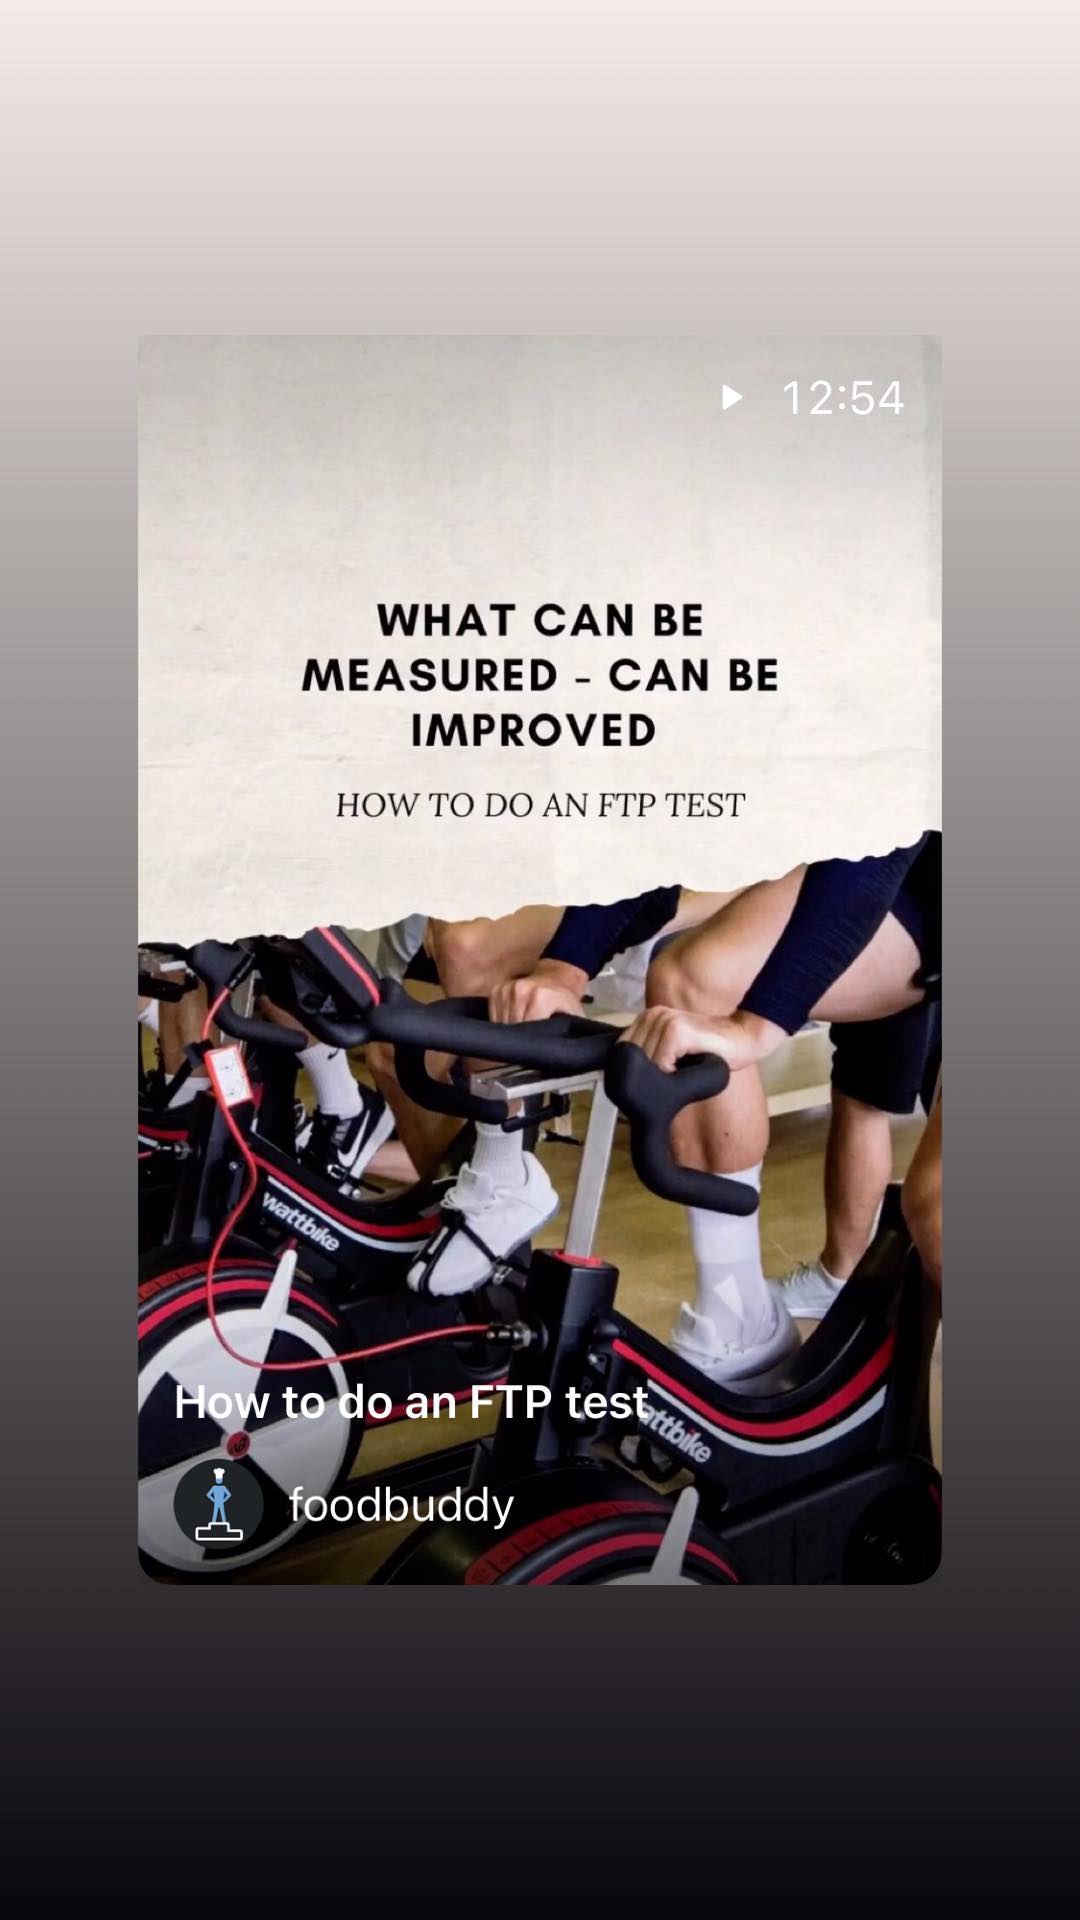 12:54
WHAT CAN BE
MEASURED - CAN BE
IMPROVED
HOW TO DO AN FTP TEST
wattbike
How to do an FTP test
wattbike
foodbuddy